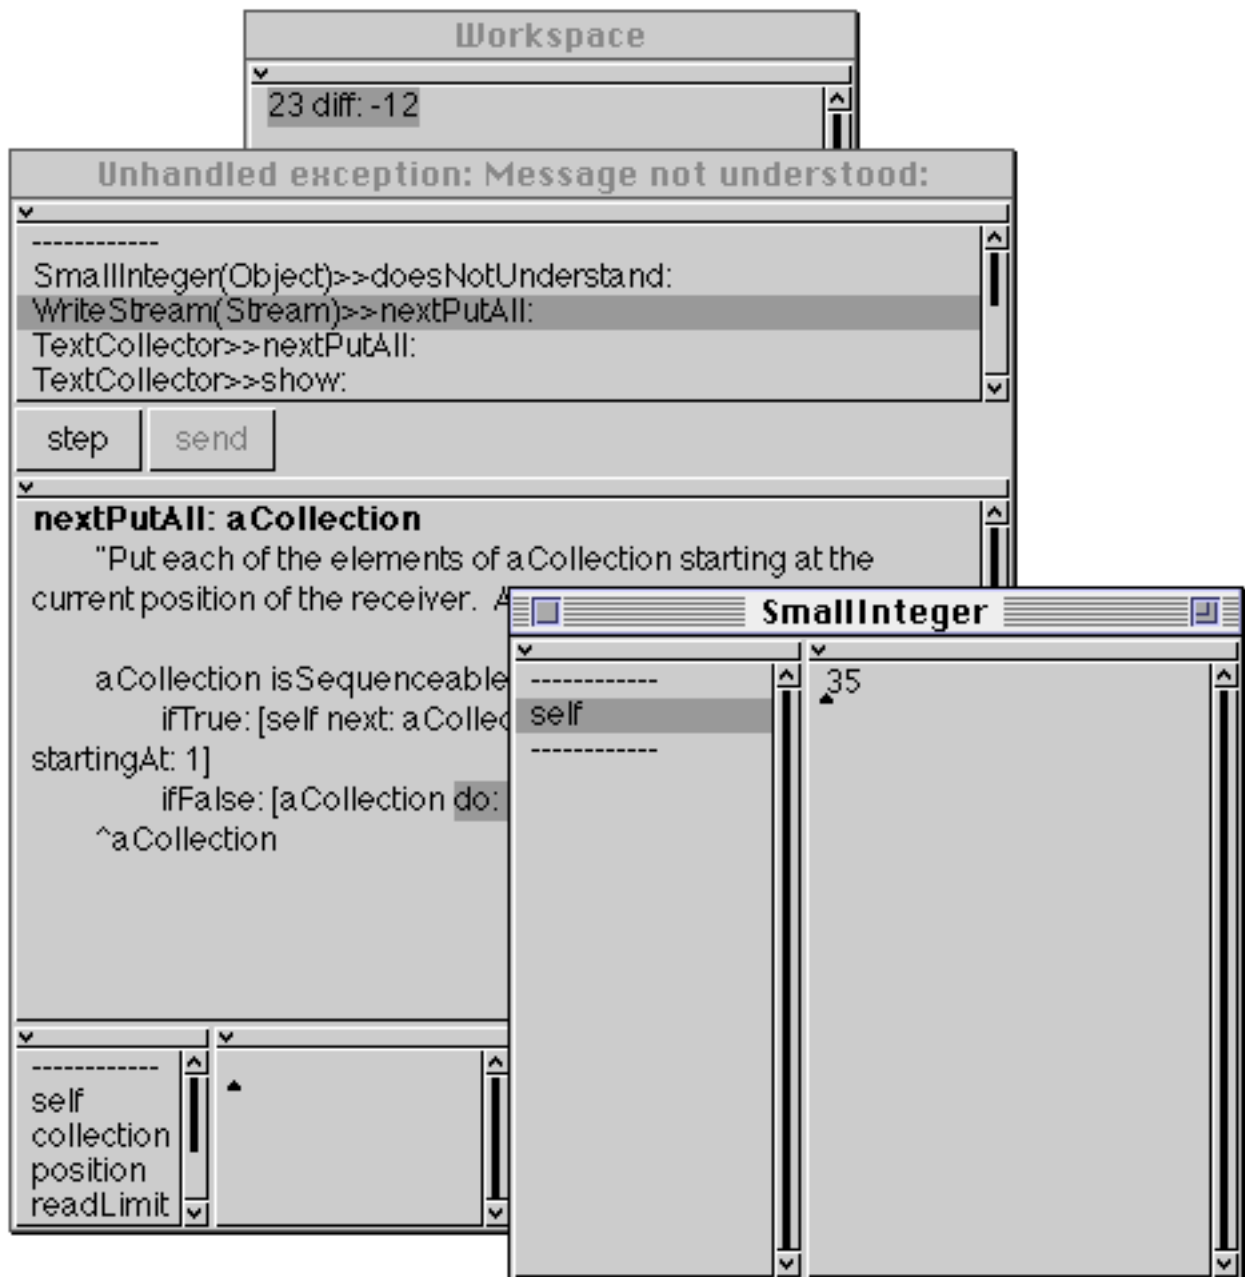 Workspace
23 diff: -12
Unhandled exception: Message not understood:
------------
SmallInteger(Object)>>doesNotUnderstand:
WriteStream(Stream)>>nextPutAll:
TextCollector>>nextPutAll:
TextCollector>>show:
step send
nextPutAll: aCollection
"Put each of the elements of aCollection starting at the
current position of the receiver.
aCollection isSequenceable
ifTrue: [self next: aCollec
startingAt: 1]
ifFalse: [aCollection do:
^aCollection
------------
self
collection
position
readLimit
SmallInteger
------------
self
------------
35